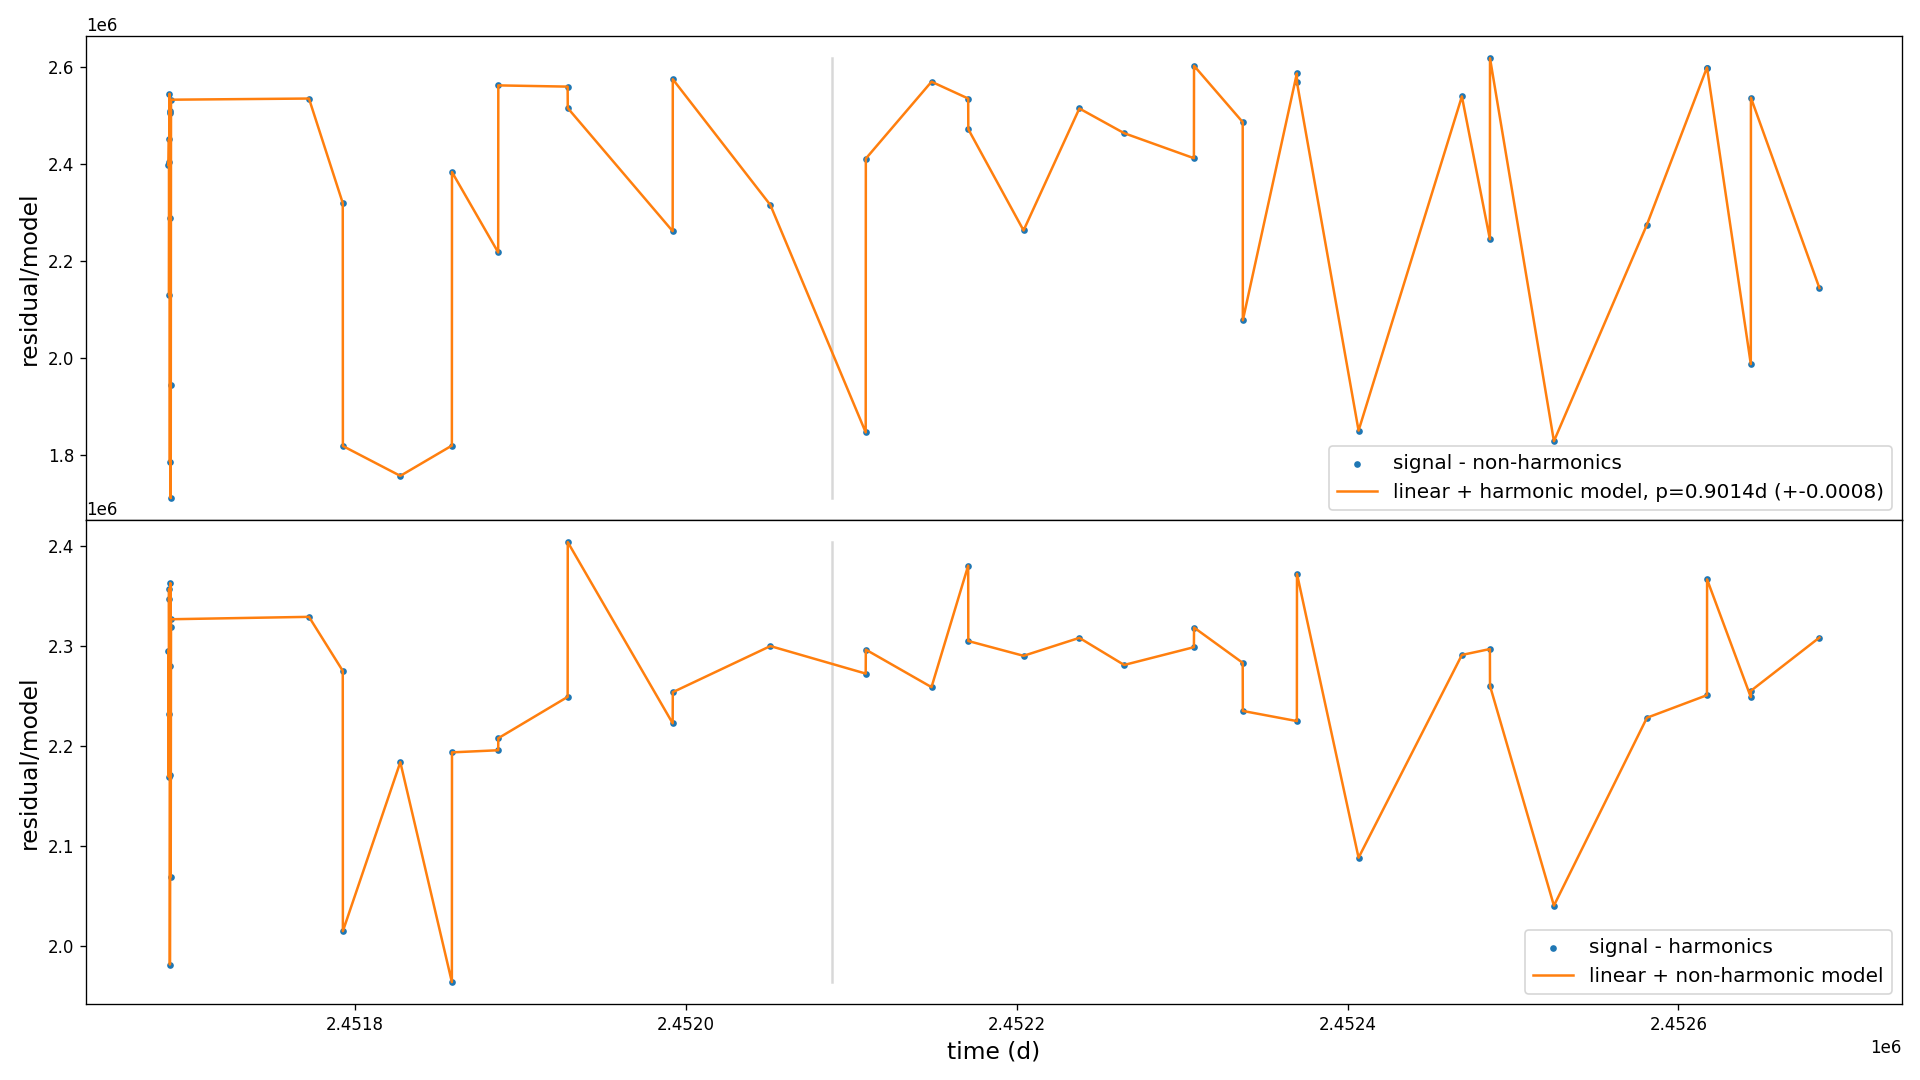 1e6
2.6
2.4
2.2
2.0
1.8
residual/model
signal - non-harmonics
linear + harmonic model, p=0.9014d (+-0.0008)
1e6
2.4
2.3
2.2
2.1
2.0
residual/model
signal - harmonics
linear + non-harmonic model
2.4518 2.4520 2.4522 2.4524 2.4526
1e6
time (d)